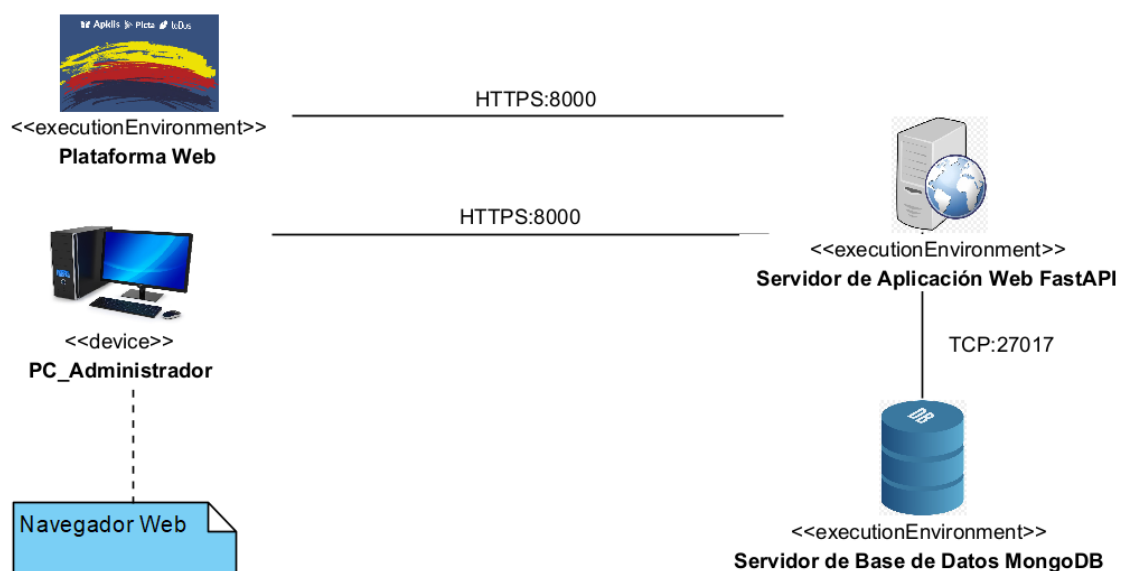 Apklis Picta toDus
HTTPS:8000
<<executionEnvironment>>
Plataforma Web
HTTPS:8000
<<executionEnvironment>>
Servidor de Aplicación Web FastAPI
<<device>>
PC_Administrador
TCP:27017
DB
Navegador Web
<<executionEnvironment>>
Servidor de Base de Datos MongoDB